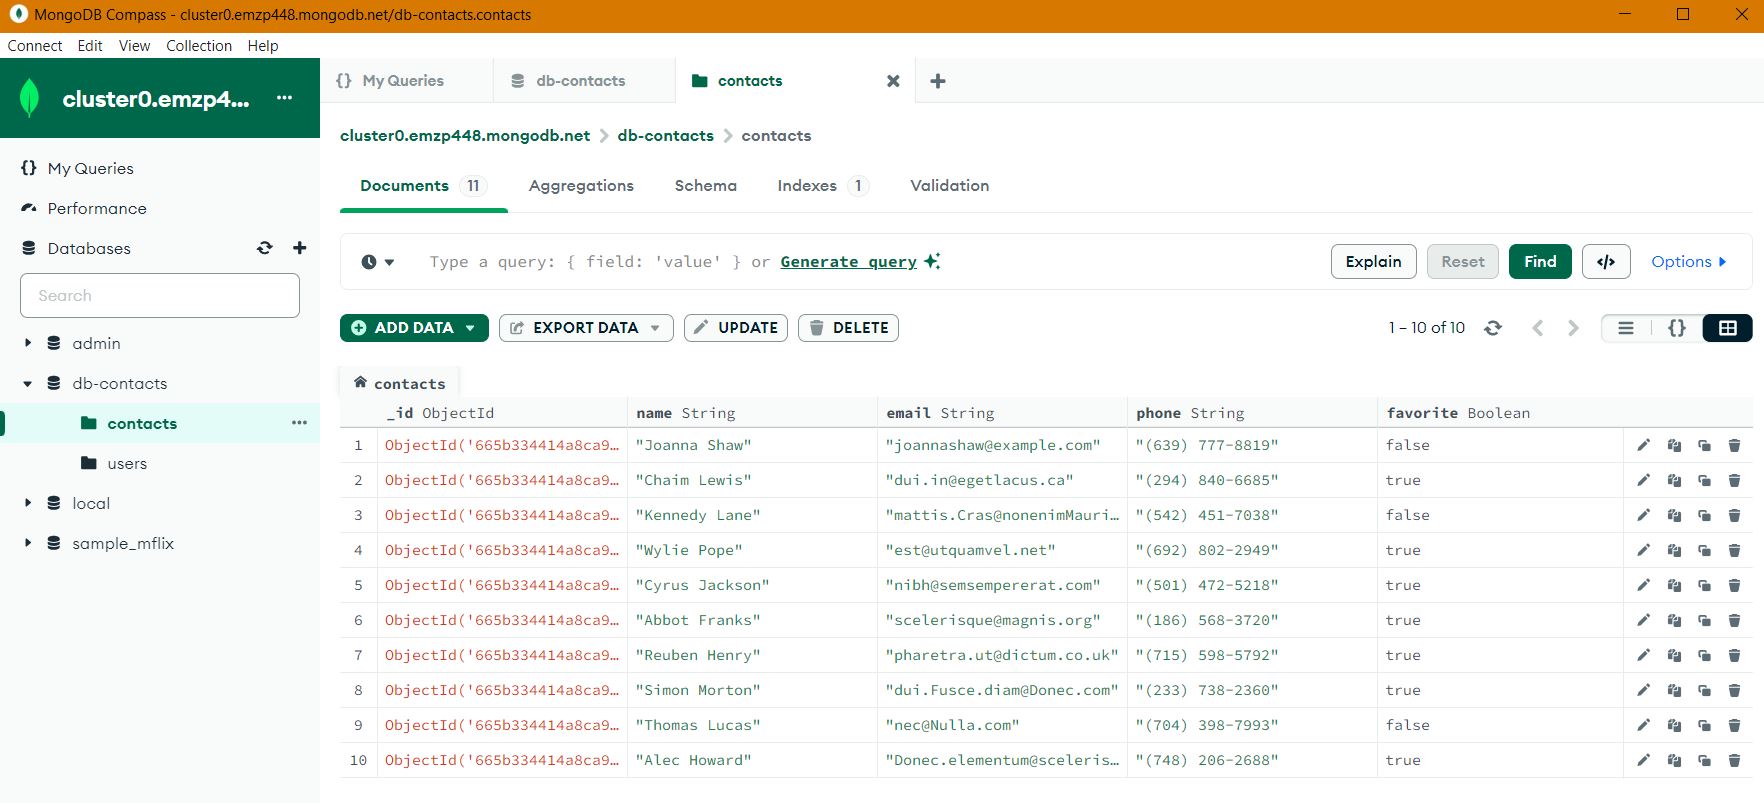 MongoDB Compass - cluster0.emzp448.mongodb.net/db-contacts.contacts
Connect Edit View Collection Help
cluster0.emzp4...
My Queries
Performance
Databases
Search
admin
db-contacts
contacts
users
local
sample_mflix
{} My Queries db-contacts contacts
cluster0.emzp448.mongodb.net > db-contacts > contacts
Documents 11 Aggregations Schema Indexes 1 Validation
Type a query: { field: 'value' } or Generate query
Explain Reset Find </> Options
ADD DATA EXPORT DATA UPDATE DELETE
1 – 10 of 10 {}
contacts
_id ObjectId name String email String phone String favorite Boolean
1 ObjectId('665b334414a8ca9… "Joanna Shaw" "joannashaw@example.com" "(639) 777-8819" false
2 ObjectId('665b334414a8ca9… "Chaim Lewis" "dui.in@egetlacus.ca" "(294) 840-6685" true
3 ObjectId('665b334414a8ca9… "Kennedy Lane" "mattis.Cras@nonenimMauri… "(542) 451-7038" false
4 ObjectId('665b334414a8ca9… "Wylie Pope" "est@utquamvel.net" "(692) 802-2949" true
5 ObjectId('665b334414a8ca9… "Cyrus Jackson" "nibh@semsempererat.com" "(501) 472-5218" true
6 ObjectId('665b334414a8ca9… "Abbot Franks" "scelerisque@magnis.org" "(186) 568-3720" true
7 ObjectId('665b334414a8ca9… "Reuben Henry" "pharetra.ut@dictum.co.uk" "(715) 598-5792" true
8 ObjectId('665b334414a8ca9… "Simon Morton" "dui.Fusce.diam@Donec.com" "(233) 738-2360" true
9 ObjectId('665b334414a8ca9… "Thomas Lucas" "nec@Nulla.com" "(704) 398-7993" false
10 ObjectId('665b334414a8ca9… "Alec Howard" "Donec.elementum@sceleris… "(748) 206-2688" true